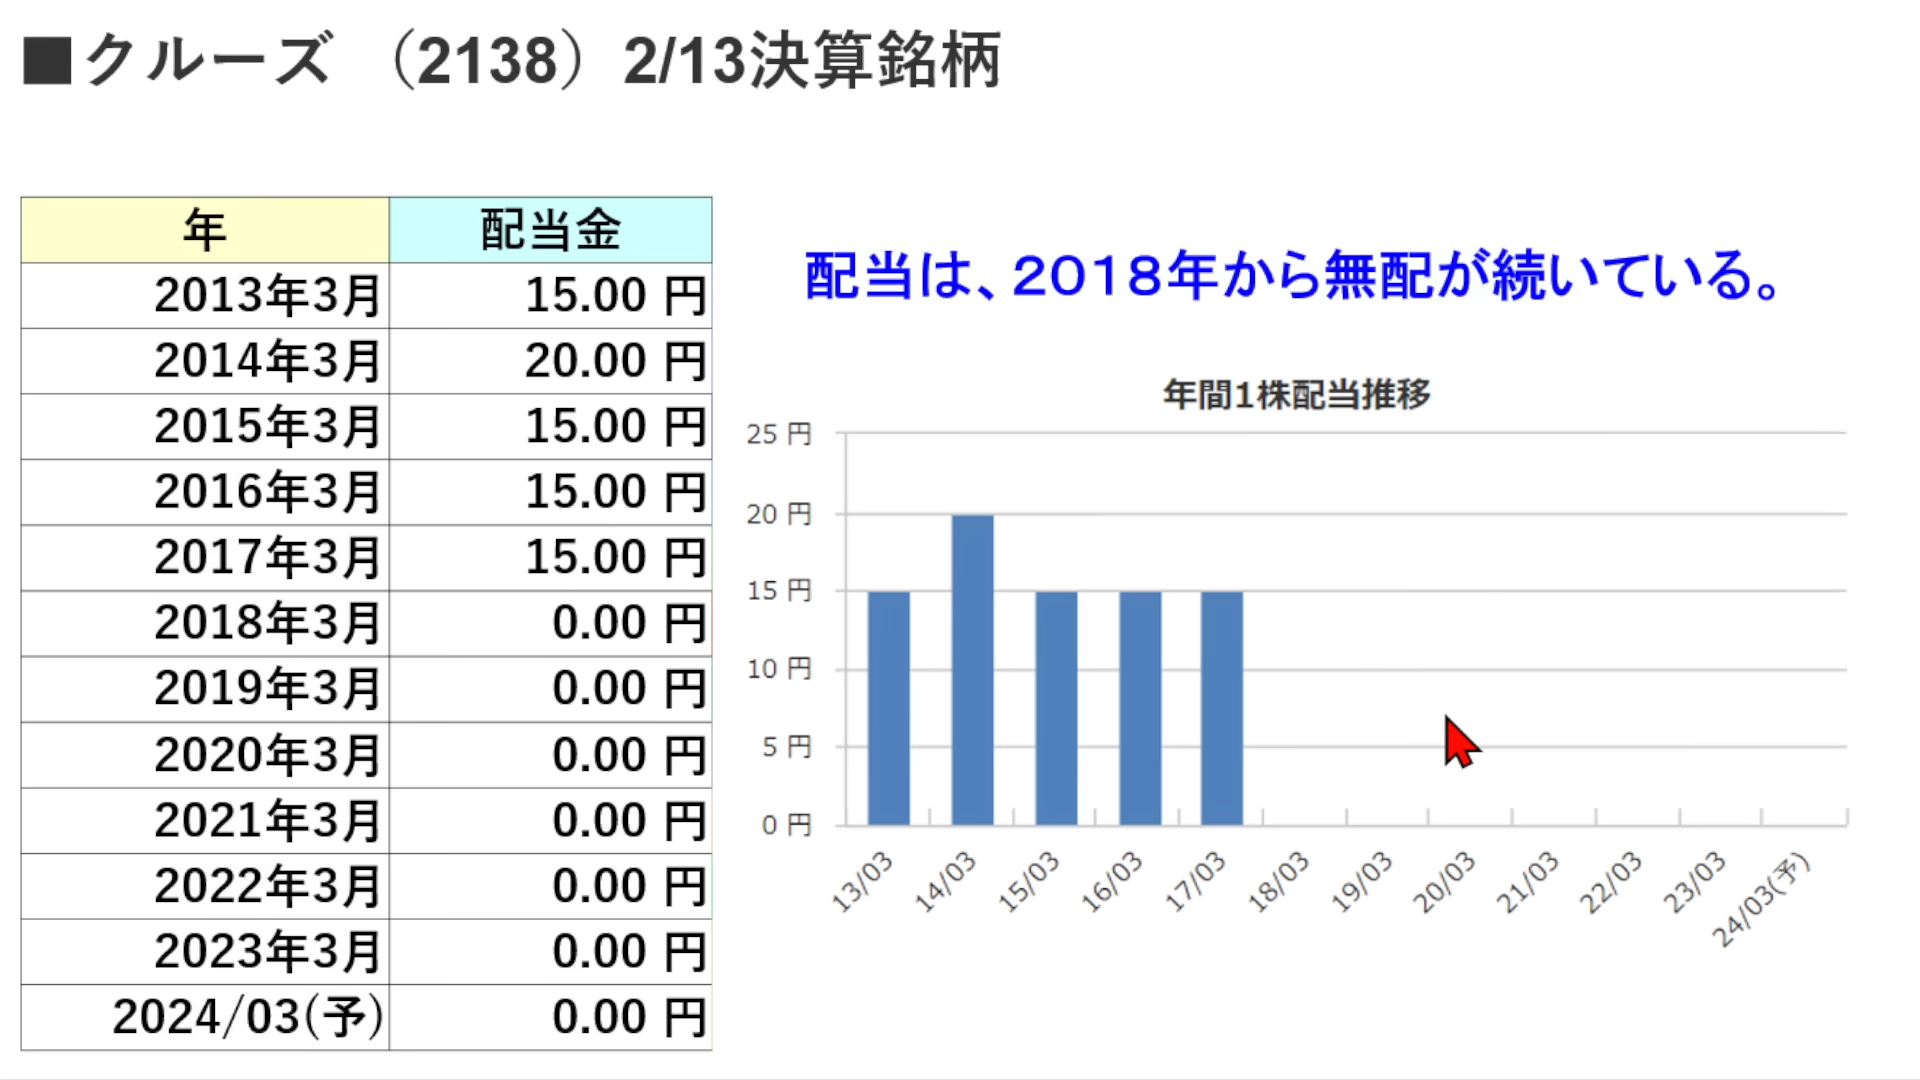 ■クルーズ （2138）2/13決算銘柄
年 配当金
2013年3月 15.00 円
2014年3月 20.00 円
2015年3月 15.00 円
2016年3月 15.00 円
2017年3月 15.00 円
2018年3月 0.00 円
2019年3月 0.00 円
2020年3月 0.00 円
2021年3月 0.00 円
2022年3月 0.00 円
2023年3月 0.00 円
2024/03(予) 0.00 円
配当は、２０１８年から無配が続いている。
年間1株配当推移
25 円
20 円
15 円
10 円
5 円
0 円
13/03
14/03
15/03
16/03
17/03
18/03
19/03
20/03
21/03
22/03
23/03
24/03(予)